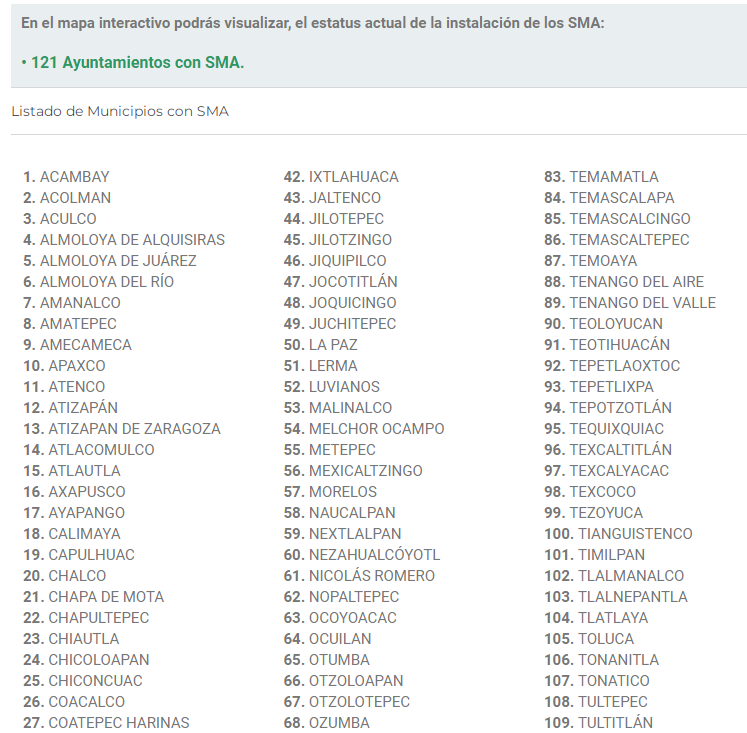 En el mapa interactivo podrás visualizar, el estatus actual de la instalación de los SMA:
• 121 Ayuntamientos con SMA.
Listado de Municipios con SMA
1. ACAMBAY
2. ACOLMAN
3. ACULCO
4. ALMOLOYA DE ALQUISIRAS
5. ALMOLOYA DE JUÁREZ
6. ALMOLOYA DEL RÍO
7. AMANALCO
8. AMATEPEC
9. AMECAMECA
10. APAXCO
11. ATENCO
12. ATIZAPÁN
13. ATIZAPAN DE ZARAGOZA
14. ATLACOMULCO
15. ATLAUTLA
16. AXAPUSCO
17. AYAPANGO
18. CALIMAYA
19. CAPULHUAC
20. CHALCO
21. CHAPA DE MOTA
22. CHAPULTEPEC
23. CHIAUTLA
24. CHICOLOAPAN
25. CHICONCUAC
26. COACALCO
27. COATEPEC HARINAS
42. IXTLAHUACA
43. JALTENCO
44. JILOTEPEC
45. JILOTZINGO
46. JIQUIPILCO
47. JOCOTITLÁN
48. JOQUICINGO
49. JUCHITEPEC
50. LA PAZ
51. LERMA
52. LUVIANOS
53. MALINALCO
54. MELCHOR OCAMPO
55. METEPEC
56. MEXICALTZINGO
57. MORELOS
58. NAUCALPAN
59. NEXTLALPAN
60. NEZAHUALCÓYOTL
61. NICOLÁS ROMERO
62. NOPALTEPEC
63. OCOYOACAC
64. OCUILAN
65. OTUMBA
66. OTZOLOAPAN
67. OTZOLOTEPEC
68. OZUMBA
83. TEMAMATLA
84. TEMASCALAPA
85. TEMASCALCINGO
86. TEMASCALTEPEC
87. TEMOAYA
88. TENANGO DEL AIRE
89. TENANGO DEL VALLE
90. TEOLOYUCAN
91. TEOTIHUACÁN
92. TEPETLAOXTOC
93. TEPETLIXPA
94. TEPOTZOTLÁN
95. TEQUIXQUIAC
96. TEXCALTITLÁN
97. TEXCALYACAC
98. TEXCOCO
99. TEZOYUCA
100. TIANGUISTENCO
101. TIMILPAN
102. TLALMANALCO
103. TLALNEPANTLA
104. TLATLAYA
105. TOLUCA
106. TONANITLA
107. TONATICO
108. TULTEPEC
109. TULTITLÁN